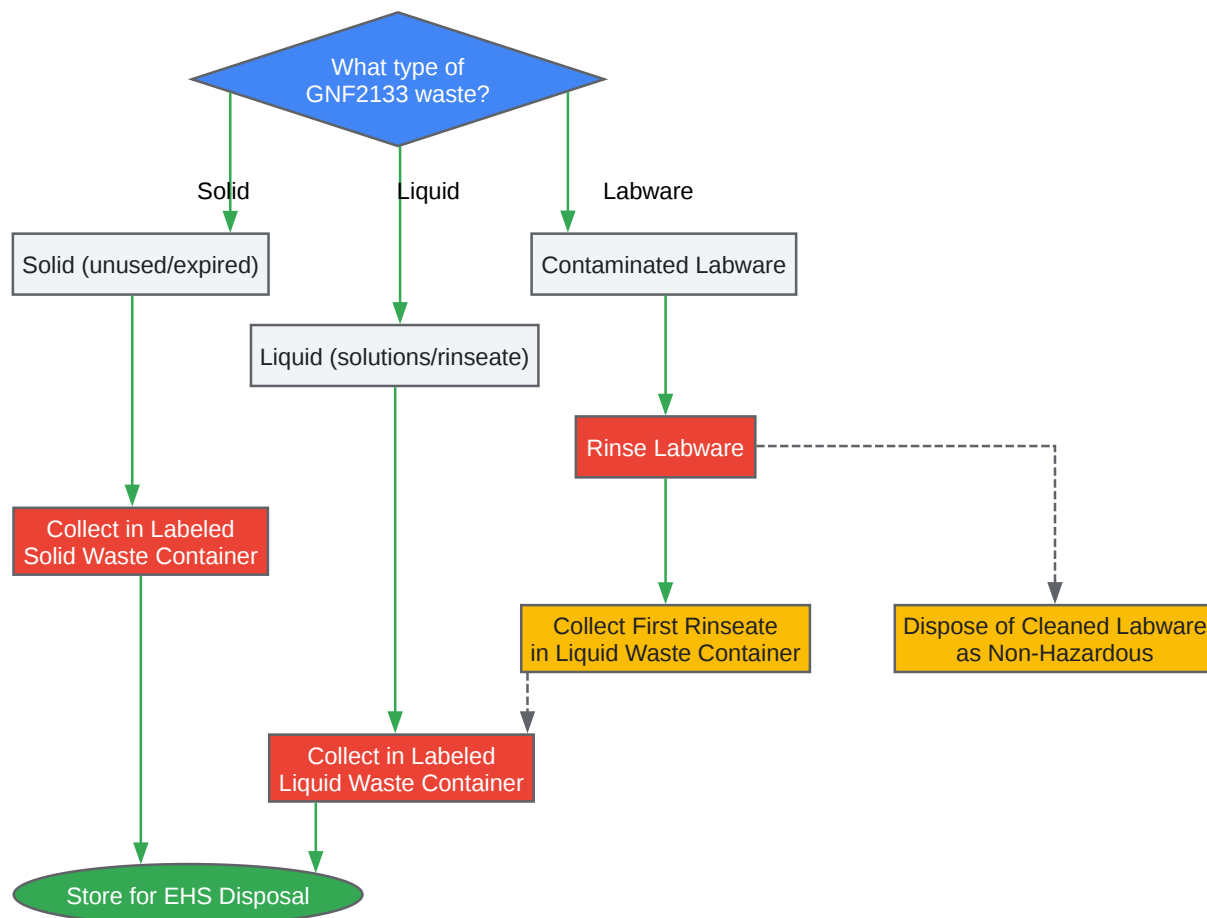 What type of
GNF2133 waste?
Solid
Liquid
Labware
Solid (unused/expired)
Contaminated Labware
Liquid (solutions/rinseate)
Rinse Labware
Collect in Labeled
Solid Waste Container
Collect First Rinseate
in Liquid Waste Container
Dispose of Cleaned Labware
as Non-Hazardous
Collect in Labeled
Liquid Waste Container
Store for EHS Disposal